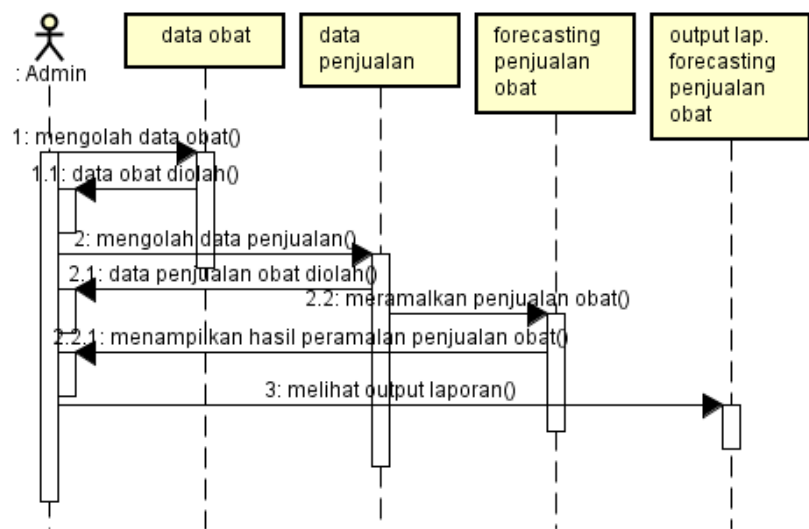 : Admin
data obat
data
penjualan
forecasting
penjualan
obat
output lap.
forecasting
penjualan
obat
1: mengolah data obat()
1.1: data obat diolah()
2: mengolah data penjualan()
2.1: data penjualan obat diolah()
2.2: meramalkan penjualan obat()
2.2.1: menampilkan hasil peramalan penjualan obat()
3: melihat output laporan()